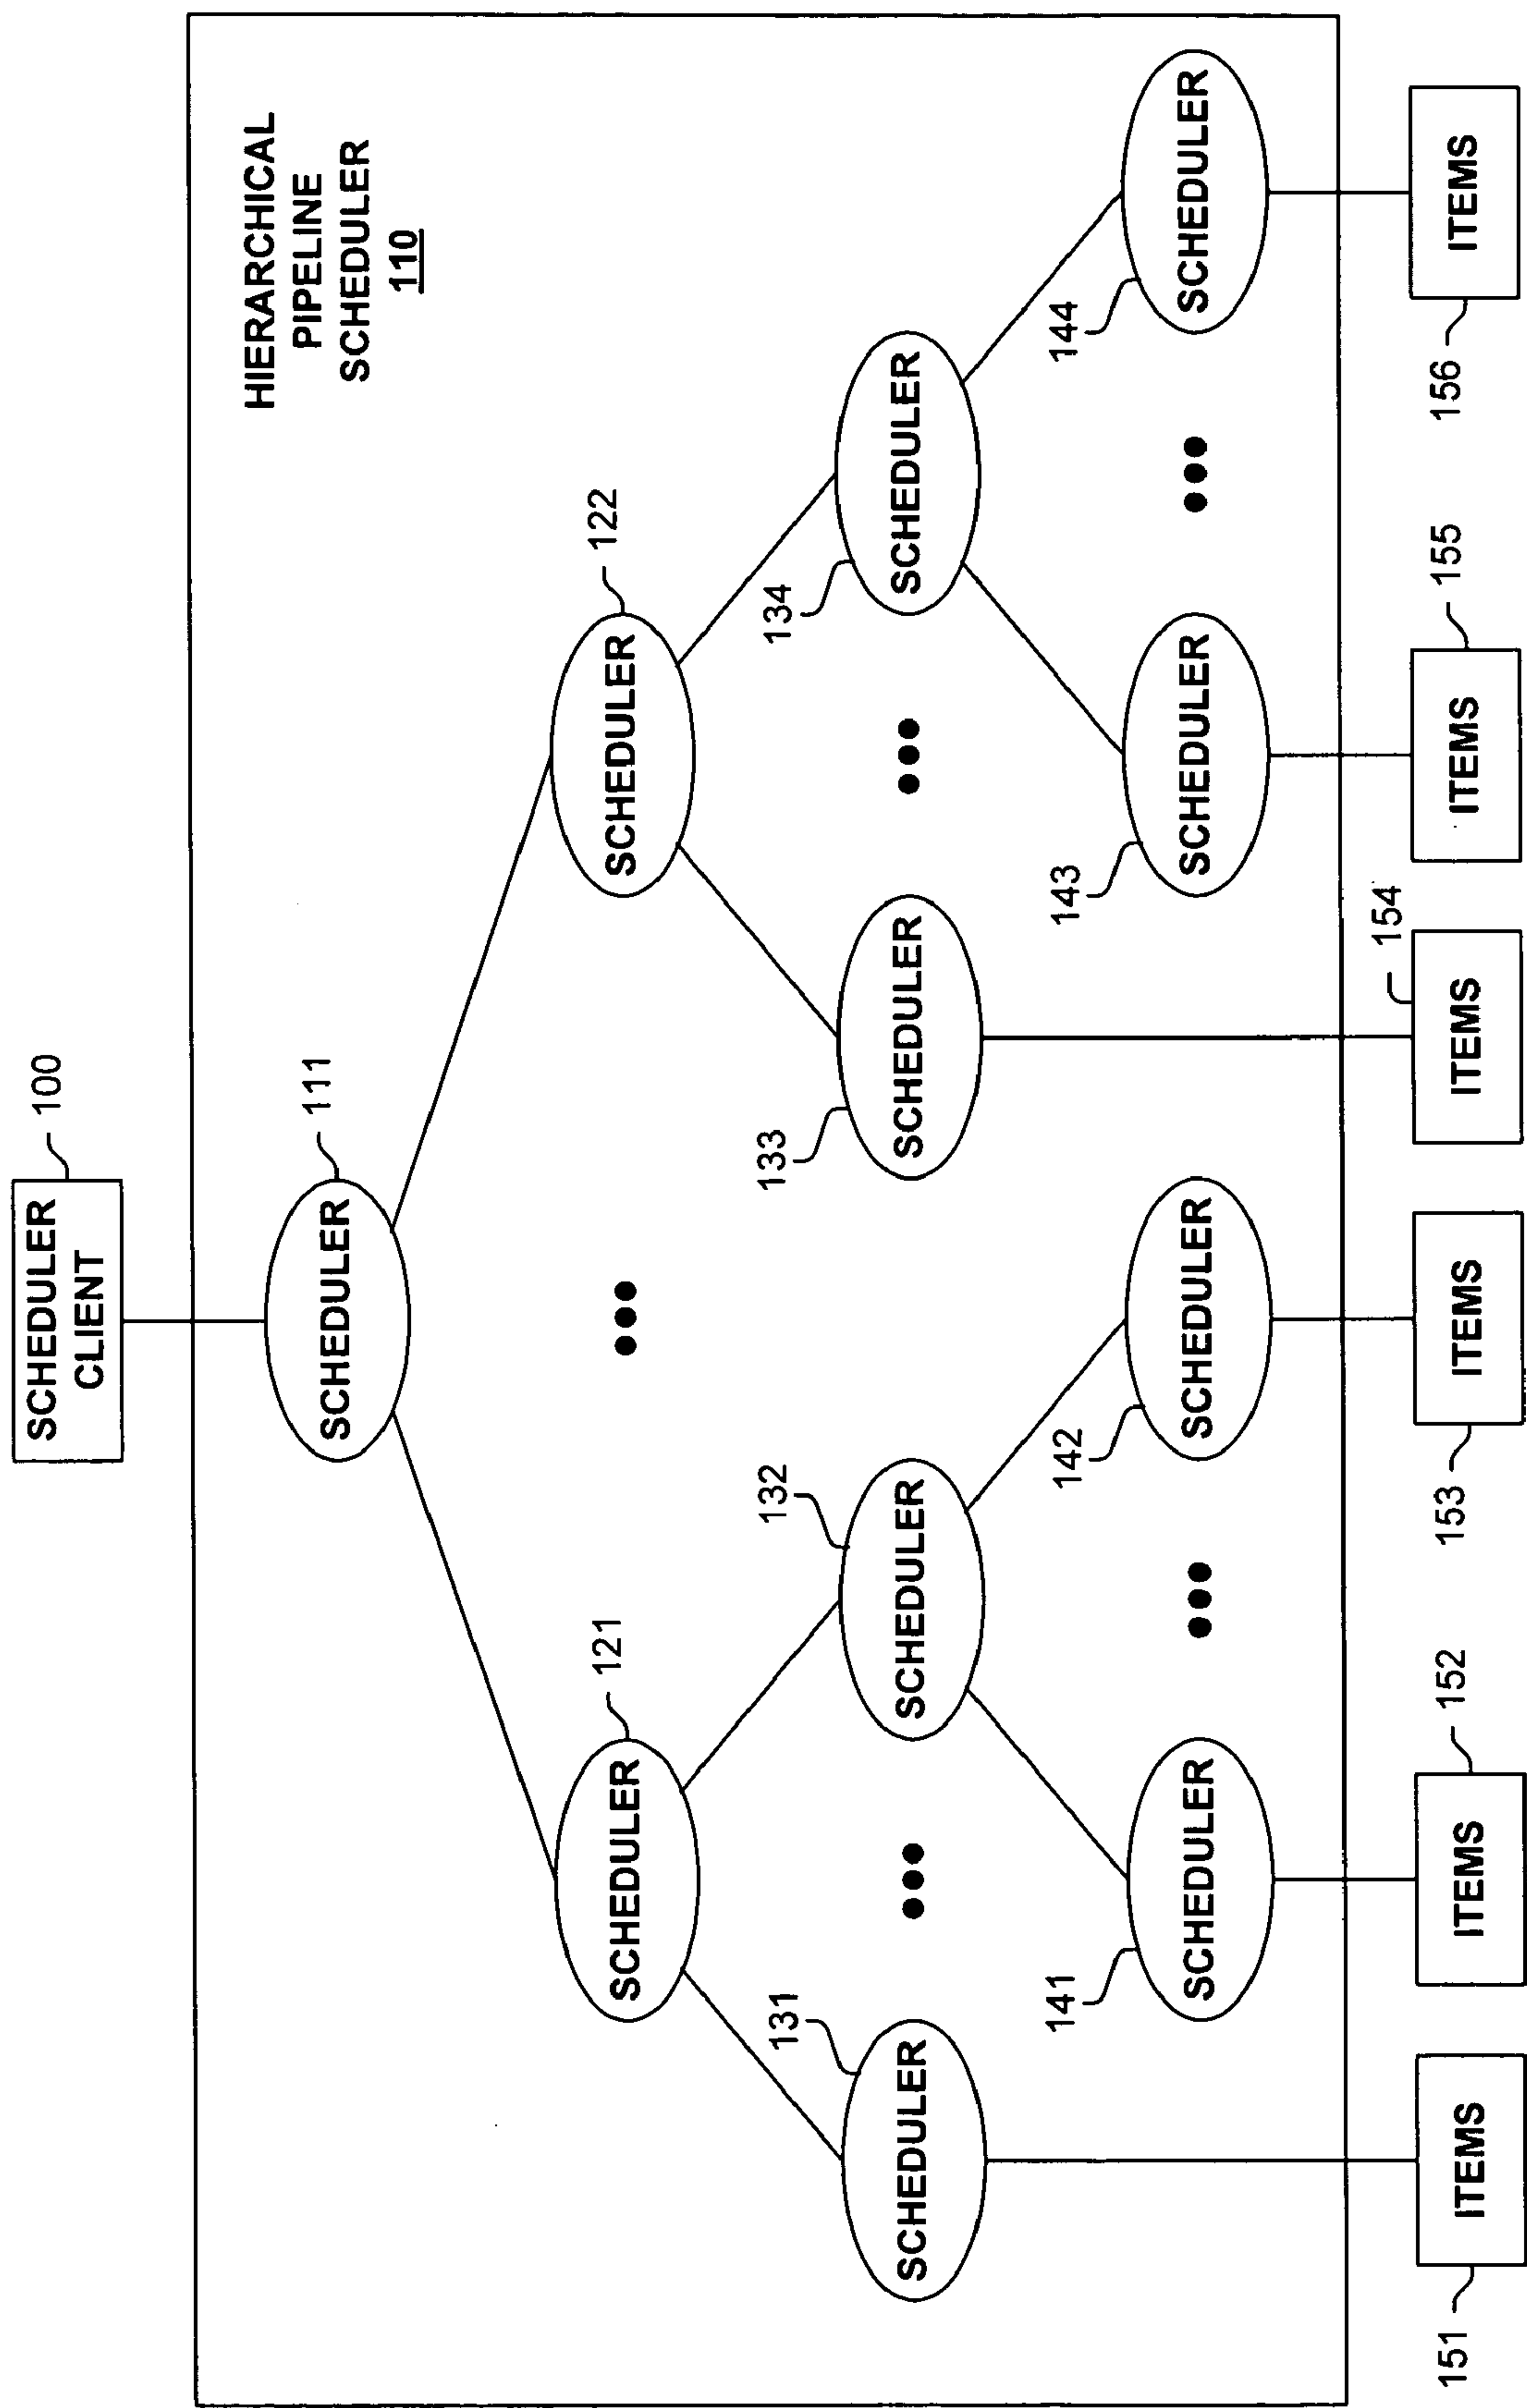 SCHEDULER
CLIENT
100
HIERARCHICAL
PIPELINE
SCHEDULER
110
SCHEDULER
111
SCHEDULER
121
SCHEDULER
122
SCHEDULER
131
SCHEDULER
132
SCHEDULER
133
SCHEDULER
134
SCHEDULER
141
SCHEDULER
142
SCHEDULER
143
SCHEDULER
144
ITEMS
151
ITEMS
152
ITEMS
153
ITEMS
154
ITEMS
155
ITEMS
156